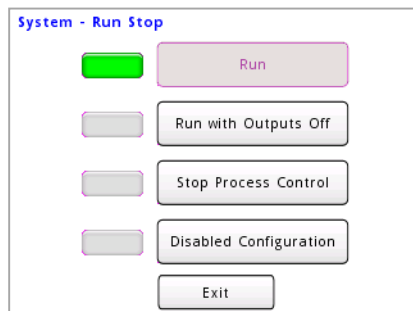 System - Run Stop
Run
Run with Outputs Off
Stop Process Control
Disabled Configuration
Exit